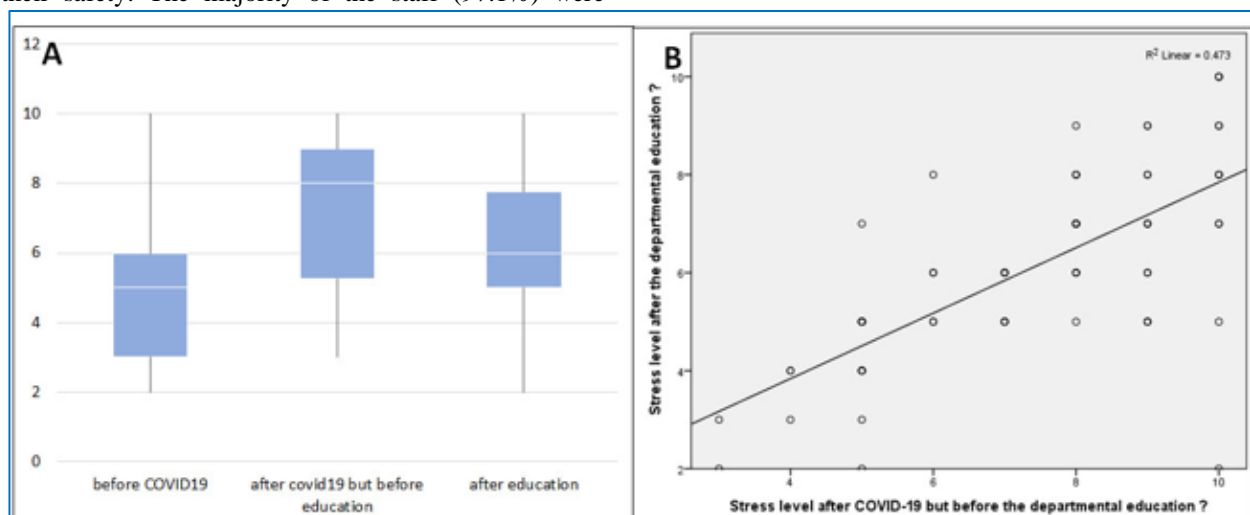 their safety. The majority of the staff (97.1%) were
A
12
10
8
6
4
2
0
before COVID19
after covid19 but before
education
after education
B
R² Linear = 0.473
Stress level after the departmental education ?
10
8
6
4
2
4
6
8
10
Stress level after COVID-19 but before the departmental education ?